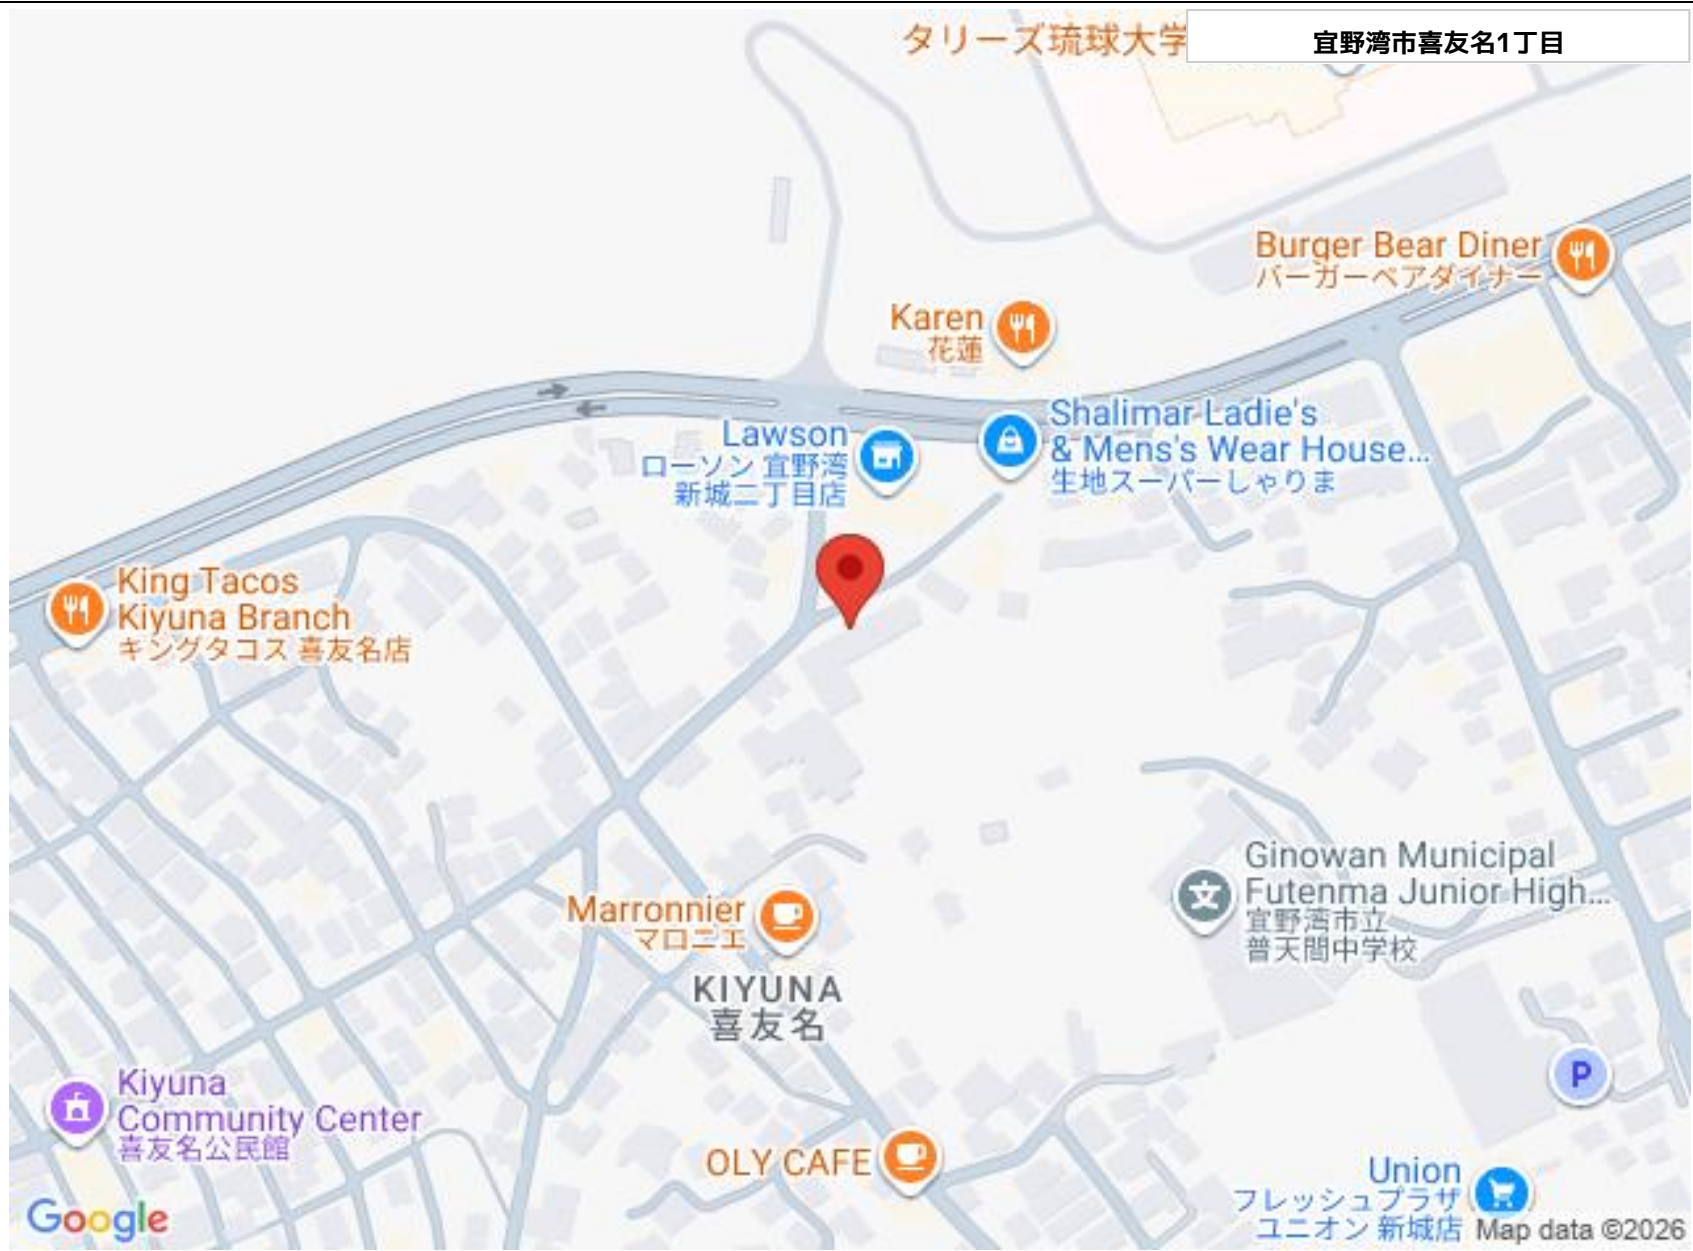 タリーズ琉球大学
宜野湾市喜友名1丁目
Burger Bear Diner
バーガーベアダイナー
Karen
花蓮
Shalimar Ladie's
& Mens's Wear House...
生地スーパーしゃりま
Lawson
ローソン 宜野湾
新城二丁目店
King Tacos
Kiyuna Branch
キングタコス 喜友名店
Ginowan Municipal
Futenma Junior High...
宜野湾市立
普天間中学校
文
Marronnier
マロニエ
KIYUNA
喜友名
P
Kiyuna
Community Center
喜友名公民館
OLY CAFE
Union
フレッシュプラザ
ユニオン 新城店
Google
Map data ©2026